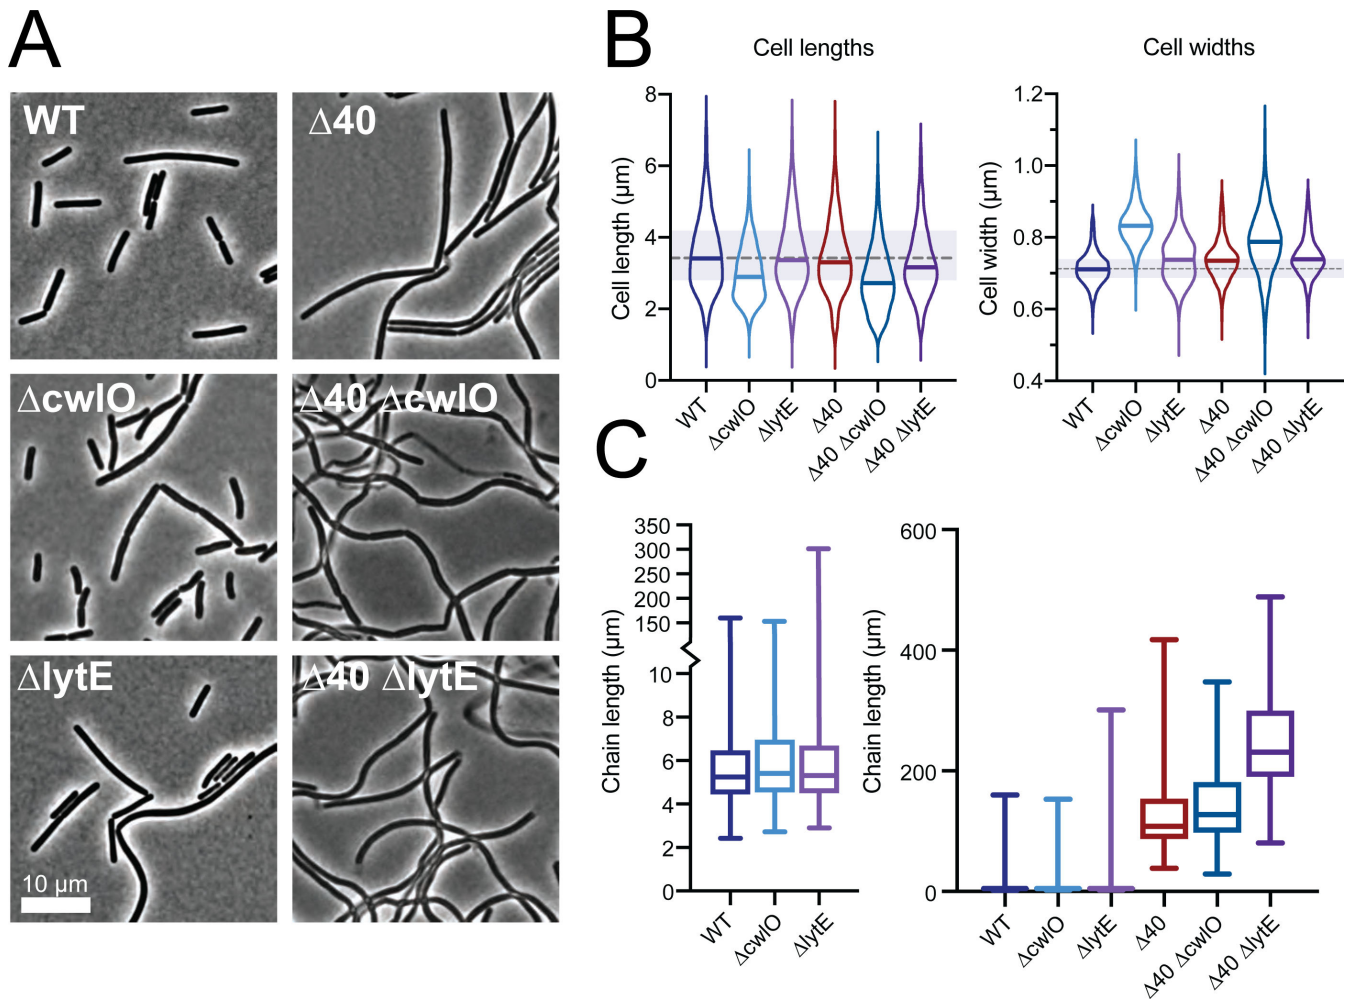 A
WT
Δ40
ΔcwlO
Δ40 ΔcwlO
ΔlytE
Δ40 ΔlytE
10 µm
B
Cell lengths
Cell length (µm)
8
6
4
2
0
WT
ΔcwlO
ΔlytE
Δ40
Δ40 ΔcwlO
Δ40 ΔlytE
Cell widths
Cell width (µm)
1.2
1.0
0.8
0.6
0.4
WT
ΔcwlO
ΔlytE
Δ40
Δ40 ΔcwlO
Δ40 ΔlytE
C
Chain length (µm)
350
300
250
200
150
10
8
6
4
2
0
WT
ΔcwlO
ΔlytE
Chain length (µm)
600
400
200
0
WT
ΔcwlO
ΔlytE
Δ40
Δ40 ΔcwlO
Δ40 ΔlytE